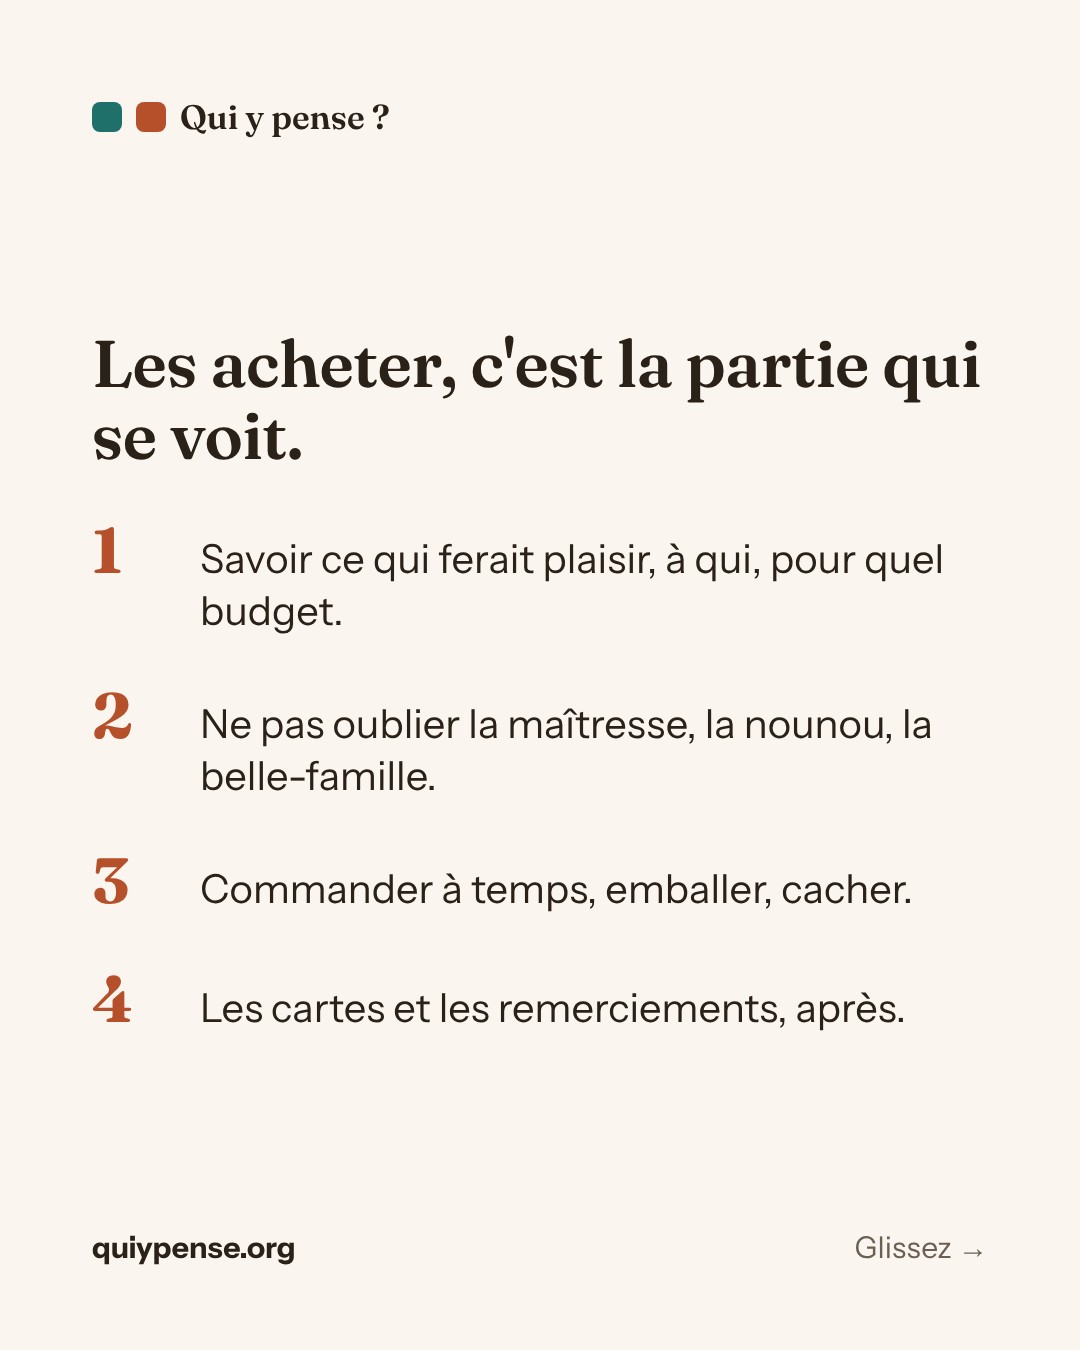 Qui y pense ?
Les acheter, c'est la partie qui
se voit.
1 Savoir ce qui ferait plaisir, à qui, pour quel
budget.
2 Ne pas oublier la maîtresse, la nounou, la
belle-famille.
3 Commander à temps, emballer, cacher.
4 Les cartes et les remerciements, après.
quiypense.org Glissez →